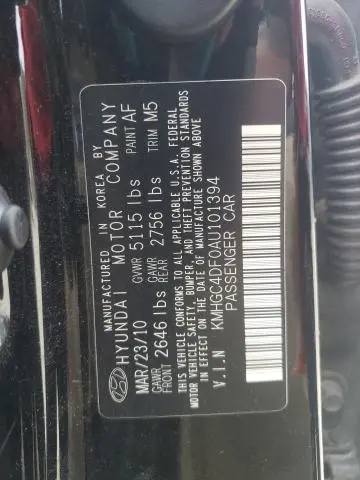 MANUFACTURED BY IN KOREA BY
HYUNDAI MOTOR COMPANY
MAR/23/10 GVWR 5115 lbs PAINT AF
GAWR FRONT 2646 lbs GAWR REAR 2756 lbs TRIM M5
THIS VEHICLE CONFORMS TO ALL APPLICABLE U.S.A. FEDERAL
MOTOR VEHICLE SAFETY, BUMPER, AND THEFT PREVENTION STANDARDS
IN EFFECT ON THE DATE OF MANUFACTURE SHOWN ABOVE
V.I.N KMHGC4DF0AU101394
PASSENGER CAR